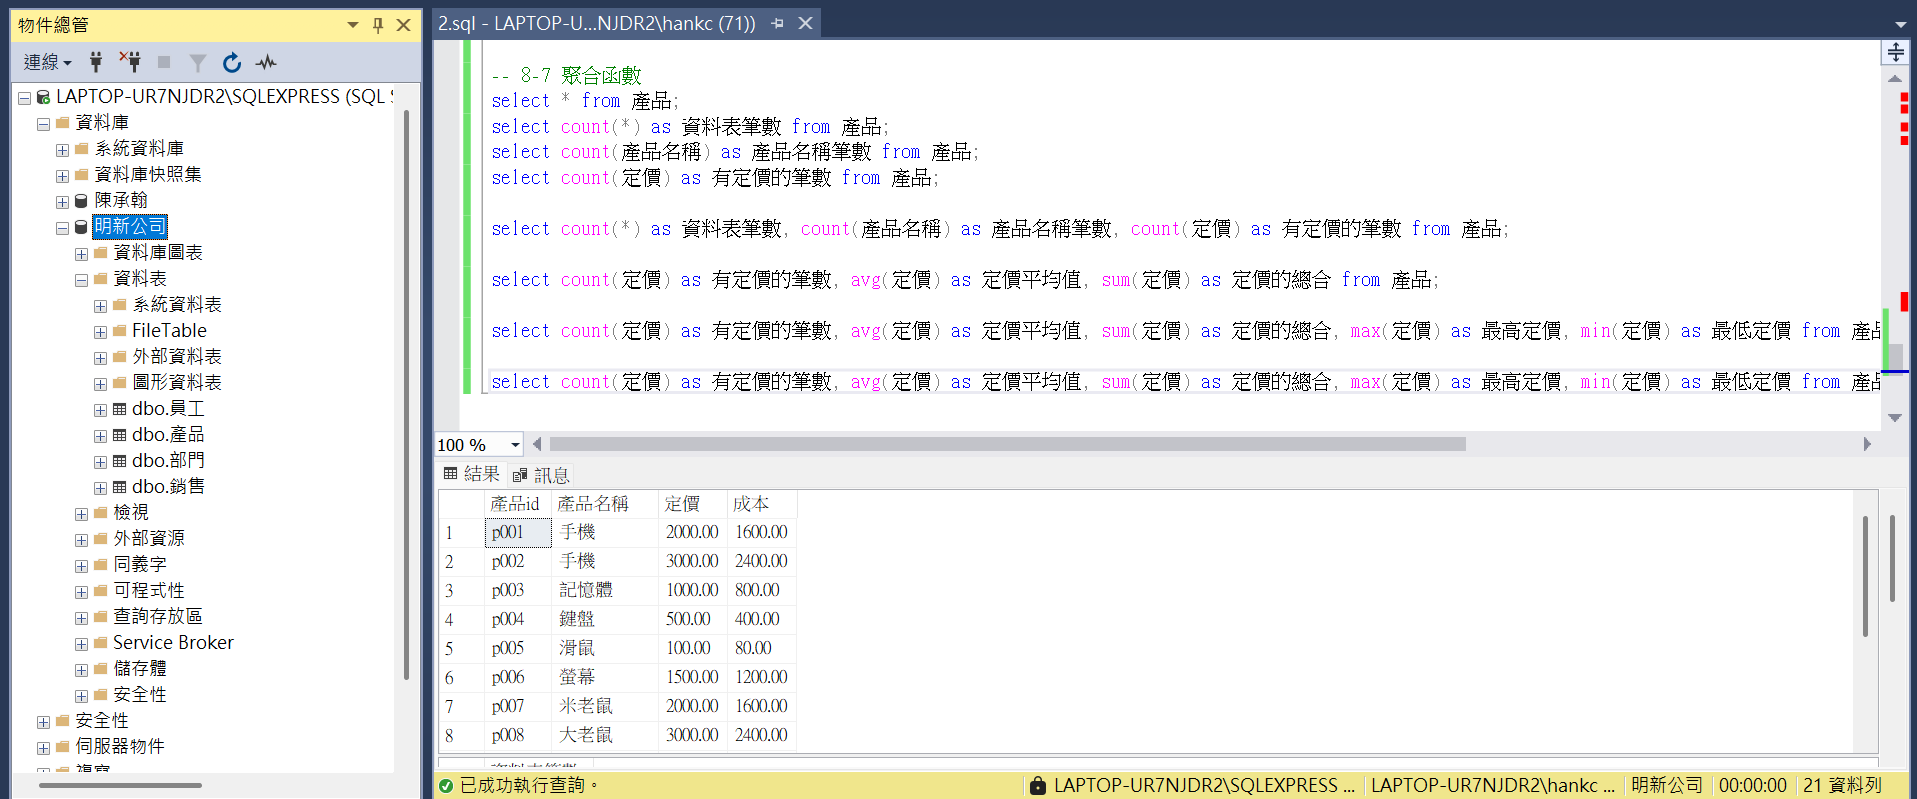 物件總管
連線
LAPTOP-UR7NJDR2\SQLEXPRESS (SQL S
資料庫
系統資料庫
資料庫快照集
陳承翰
明新公司
資料庫圖表
資料表
系統資料表
FileTable
外部資料表
圖形資料表
dbo.員工
dbo.產品
dbo.部門
dbo.銷售
檢視
外部資源
同義字
可程式性
查詢存放區
Service Broker
儲存體
安全性
安全性
伺服器物件
複寫
2.sql - LAPTOP-U...NJDR2\hankc (71))
-- 8-7 聚合函數
select * from 產品;
select count(*) as 資料表筆數 from 產品;
select count(產品名稱) as 產品名稱筆數 from 產品;
select count(定價) as 有定價的筆數 from 產品;
select count(*) as 資料表筆數, count(產品名稱) as 產品名稱筆數, count(定價) as 有定價的筆數 from 產品;
select count(定價) as 有定價的筆數, avg(定價) as 定價平均值, sum(定價) as 定價的總合 from 產品;
select count(定價) as 有定價的筆數, avg(定價) as 定價平均值, sum(定價) as 定價的總合, max(定價) as 最高定價, min(定價) as 最低定價 from 產品
select count(定價) as 有定價的筆數, avg(定價) as 定價平均值, sum(定價) as 定價的總合, max(定價) as 最高定價, min(定價) as 最低定價 from 產品
100 %
結果 訊息
產品id 產品名稱 定價 成本
1 p001 手機 2000.00 1600.00
2 p002 手機 3000.00 2400.00
3 p003 記憶體 1000.00 800.00
4 p004 鍵盤 500.00 400.00
5 p005 滑鼠 100.00 80.00
6 p006 螢幕 1500.00 1200.00
7 p007 米老鼠 2000.00 1600.00
8 p008 大老鼠 3000.00 2400.00
資料表筆數
已成功執行查詢。 LAPTOP-UR7NJDR2\SQLEXPRESS ... LAPTOP-UR7NJDR2\hankc ... 明新公司 00:00:00 21 資料列